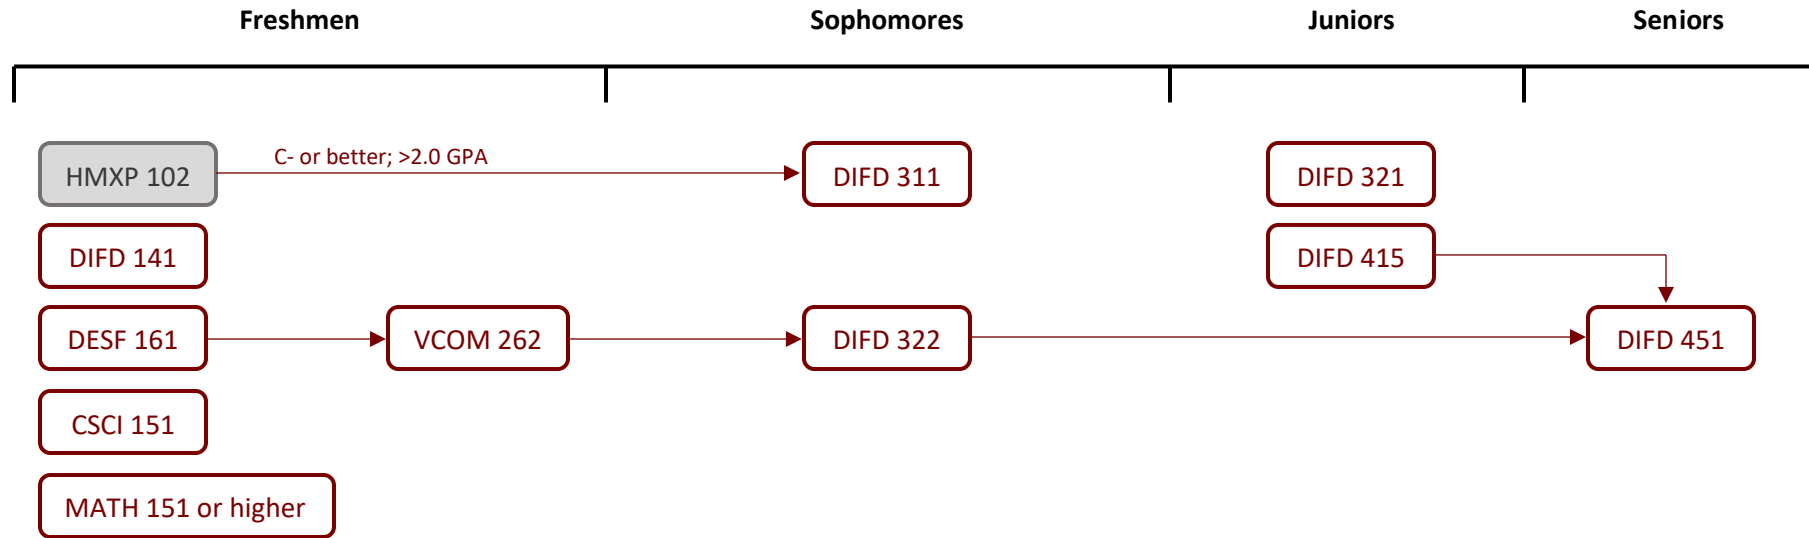 Freshmen
Sophomores
Juniors
Seniors
HMXP 102
C- or better; >2.0 GPA
DIFD 311
DIFD 321
DIFD 141
DIFD 415
DESF 161
VCOM 262
DIFD 322
DIFD 451
CSCI 151
MATH 151 or higher